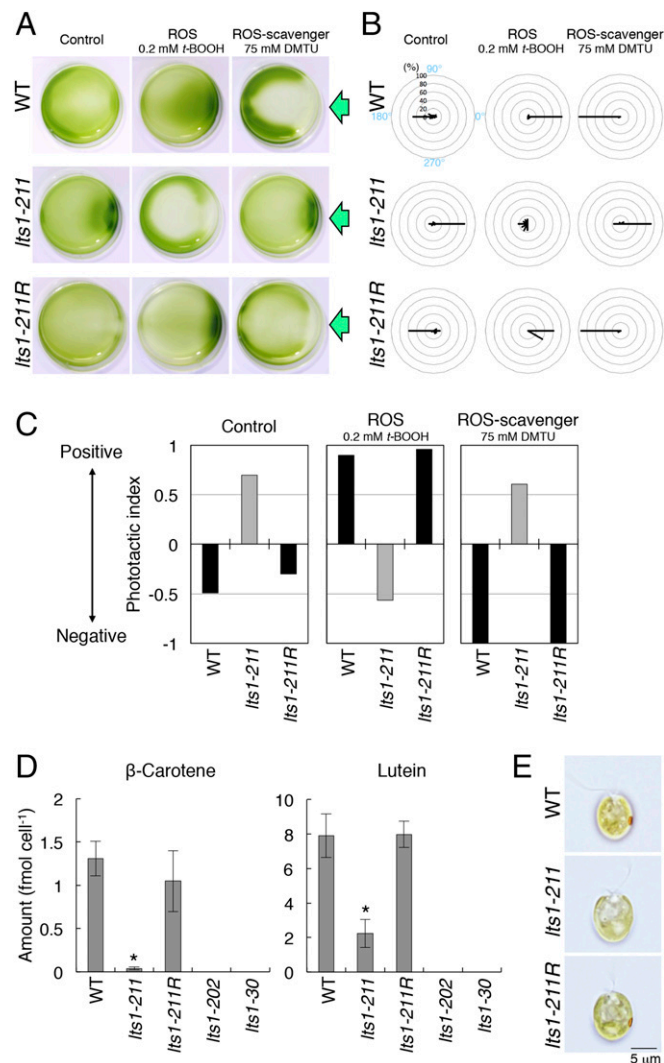 A
Control
ROS
0.2 mM t-BOOH
ROS-scavenger
75 mM DMTU
WT
lts1-211
lts1-211R
B
Control
ROS
0.2 mM t-BOOH
ROS-scavenger
75 mM DMTU
WT
lts1-211
lts1-211R
(%)
100
80
60
40
20
90°
180°
0°
270°
C
Positive
Negative
Phototactic index
Control
ROS
0.2 mM t-BOOH
ROS-scavenger
75 mM DMTU
1
0.5
0
-0.5
-1
WT
lts1-211
lts1-211R
WT
lts1-211
lts1-211R
WT
lts1-211
lts1-211R
D
β-Carotene
Amount (fmol cell-1)
2
1.5
1
0.5
0
*
WT
lts1-211
lts1-211R
lts1-202
lts1-30
Lutein
10
8
6
4
2
0
*
WT
lts1-211
lts1-211R
lts1-202
lts1-30
E
WT
lts1-211
lts1-211R
5 μm